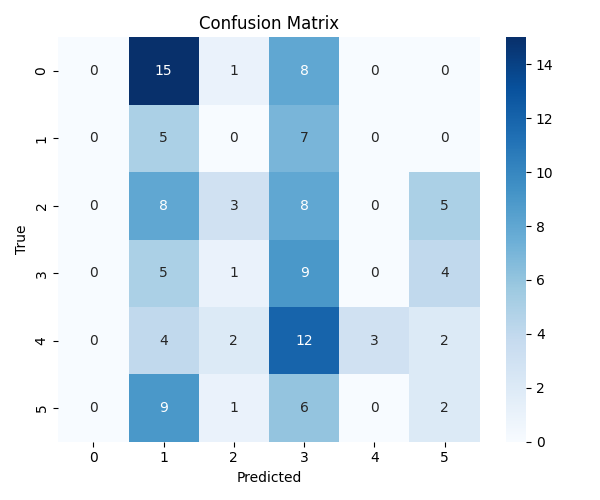 Confusion Matrix
0 0 15 1 8 0 0
1 0 5 0 7 0 0
2 0 8 3 8 0 5
3 0 5 1 9 0 4
4 0 4 2 12 3 2
5 0 9 1 6 0 2
0 1 2 3 4 5
Predicted
True
14
12
10
8
6
4
2
0